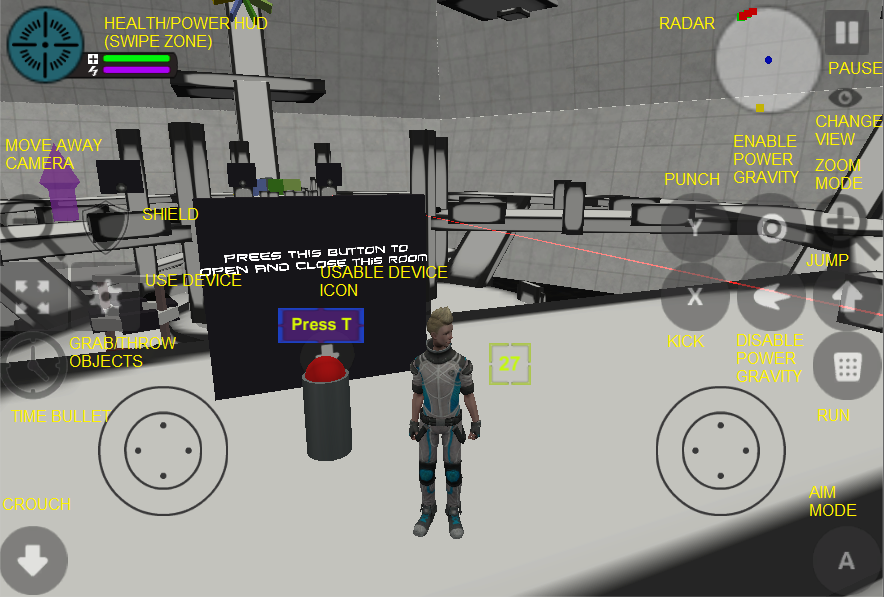 HEALTH/POWER HUD
(SWIPE ZONE)
RADAR
PAUSE
CHANGE
VIEW
MOVE AWAY
CAMERA
ENABLE
POWER
GRAVITY
ZOOM
MODE
PUNCH
SHIELD
Y
PREES THIS BUTTON TO
OPEN AND CLOSE THIS ROOM
JUMP
USE DEVICE
USABLE DEVICE
ICON
X
Press T
GRAB/THROW
OBJECTS
KICK
DISABLE
POWER
GRAVITY
27
TIME BULLET
RUN
CROUCH
AIM
MODE
A